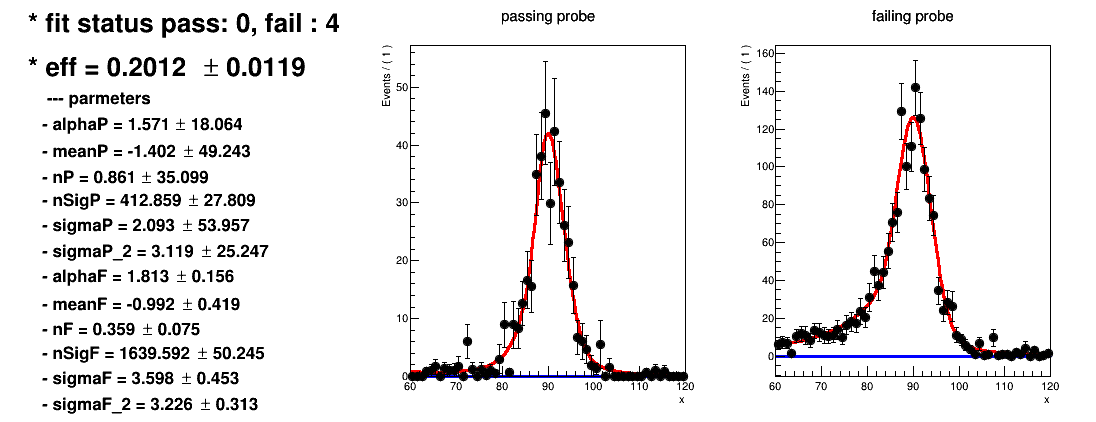 * fit status pass: 0, fail : 4
* eff = 0.2012 ± 0.0119
--- parmeters
- alphaP = 1.571 ± 18.064
- meanP = -1.402 ± 49.243
- nP = 0.861 ± 35.099
- nSigP = 412.859 ± 27.809
- sigmaP = 2.093 ± 53.957
- sigmaP_2 = 3.119 ± 25.247
- alphaF = 1.813 ± 0.156
- meanF = -0.992 ± 0.419
- nF = 0.359 ± 0.075
- nSigF = 1639.592 ± 50.245
- sigmaF = 3.598 ± 0.453
- sigmaF_2 = 3.226 ± 0.313
passing probe
Events / ( 1 )
50
40
30
20
10
0
60 70 80 90 100 110 120
x
failing probe
Events / ( 1 )
160
140
120
100
80
60
40
20
0
60 70 80 90 100 110 120
x